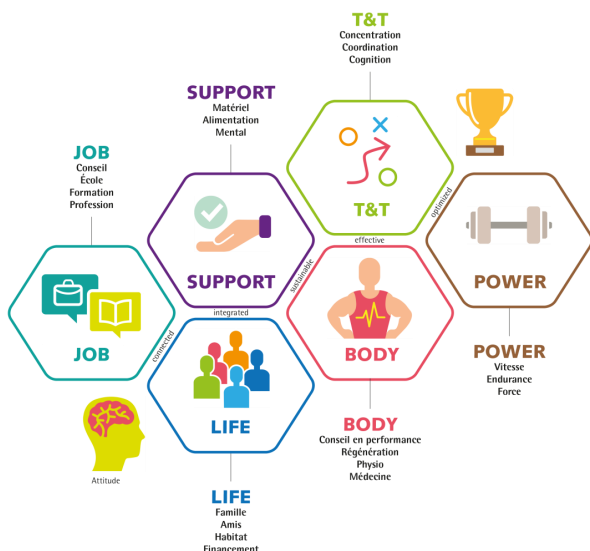 T&T
Concentration
Coordination
Cognition
SUPPORT
Matériel
Alimentation
Mental
JOB
Conseil
École
Formation
Profession
T&T
optimized
effective
SUPPORT
sustainable
integrated
POWER
JOB
connected
BODY
LIFE
POWER
Vitesse
Endurance
Force
BODY
Conseil en performance
Régénération
Physio
Médecine
Attitude
LIFE
Famille
Amis
Habitat
Financement